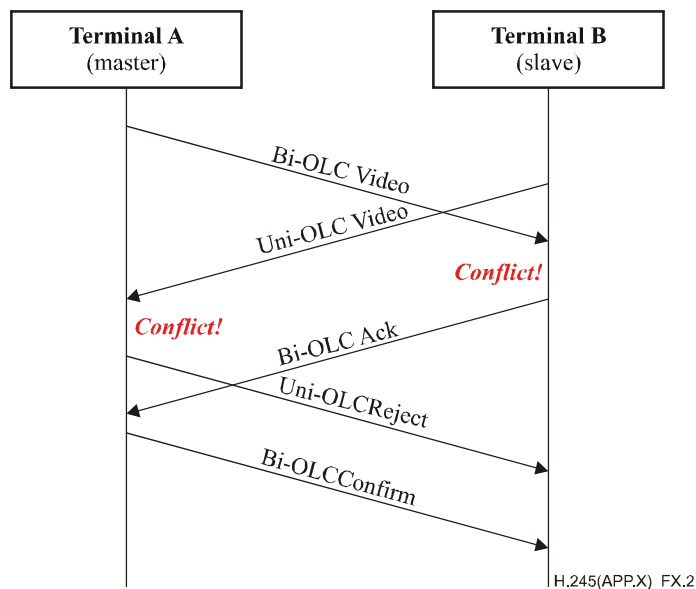 Terminal A
(master)
Terminal B
(slave)
Bi-OLC Video
Uni-OLC Video
Conflict!
Conflict!
Bi-OLC Ack
Uni-OLCReject
Bi-OLCConfirm
H.245(APP.X) FX.2